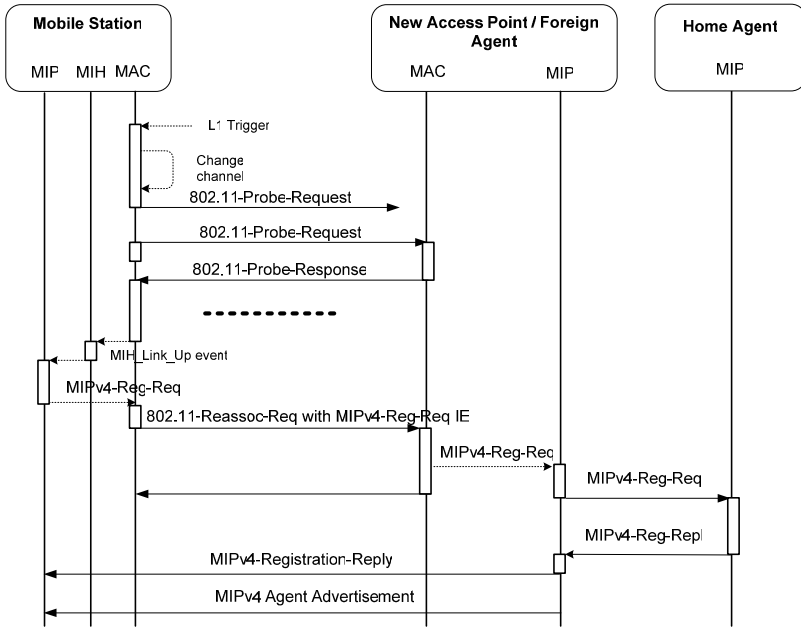 Mobile Station
New Access Point / Foreign
Agent
Home Agent
MIP MIH MAC
MAC MIP
MIP
L1 Trigger
Change
channel
802.11-Probe-Request
802.11-Probe-Request
802.11-Probe-Response
MIH_Link_Up event
MIPv4-Reg-Req
802.11-Reassoc-Req with MIPv4-Reg-Req IE
MIPv4-Reg-Req
MIPv4-Reg-Req
MIPv4-Reg-Repl
MIPv4-Registration-Reply
MIPv4 Agent Advertisement